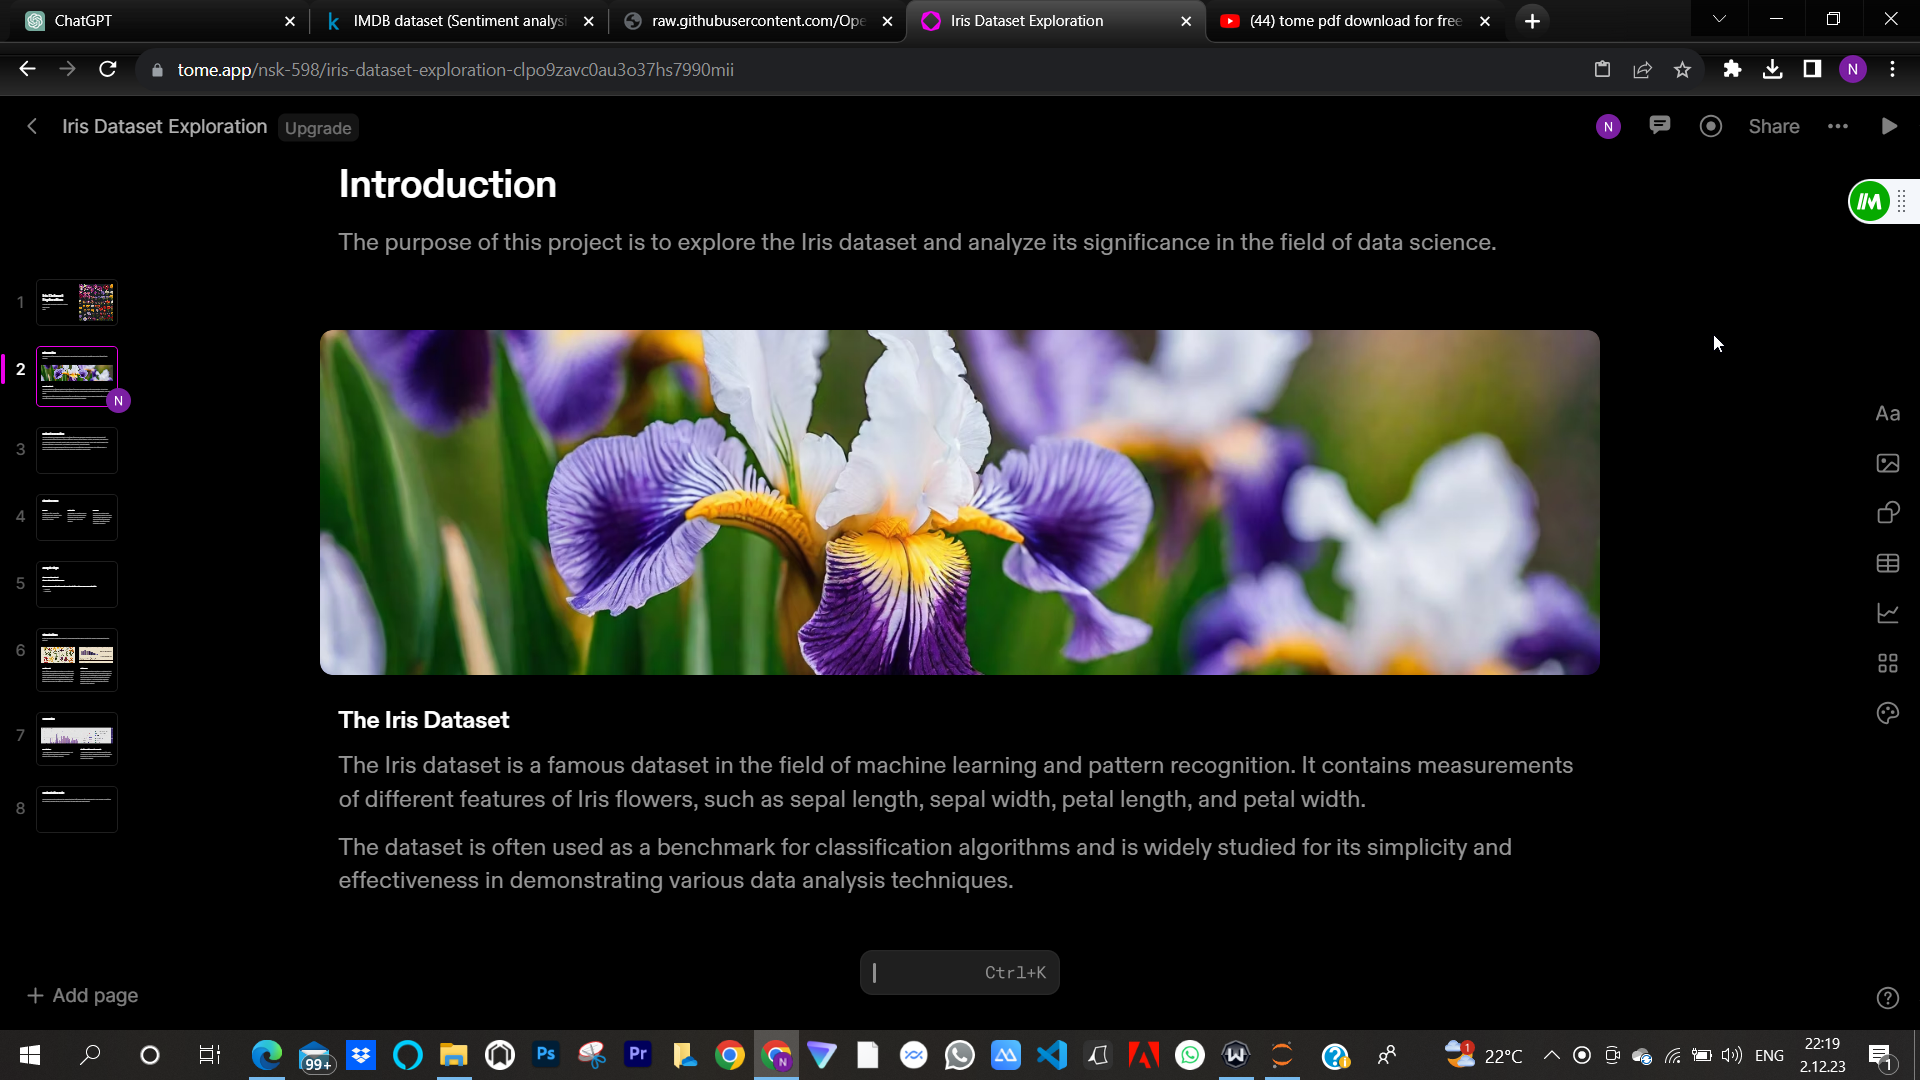 ChatGPT
IMDB dataset (Sentiment analysi
raw.githubusercontent.com/Ope
Iris Dataset Exploration
(44) tome pdf download for free
tome.app/nsk-598/iris-dataset-exploration-clpo9zavc0au3o37hs7990mii
N
Iris Dataset Exploration
Upgrade
N
Share
Introduction
The purpose of this project is to explore the Iris dataset and analyze its significance in the field of data science.
1
2
N
3
4
5
6
7
8
Aa
The Iris Dataset
The Iris dataset is a famous dataset in the field of machine learning and pattern recognition. It contains measurements
of different features of Iris flowers, such as sepal length, sepal width, petal length, and petal width.
The dataset is often used as a benchmark for classification algorithms and is widely studied for its simplicity and
effectiveness in demonstrating various data analysis techniques.
Ctrl+K
+ Add page
99+
Ps
Pr
N
1
22°C
ENG
22:19
2.12.23
1